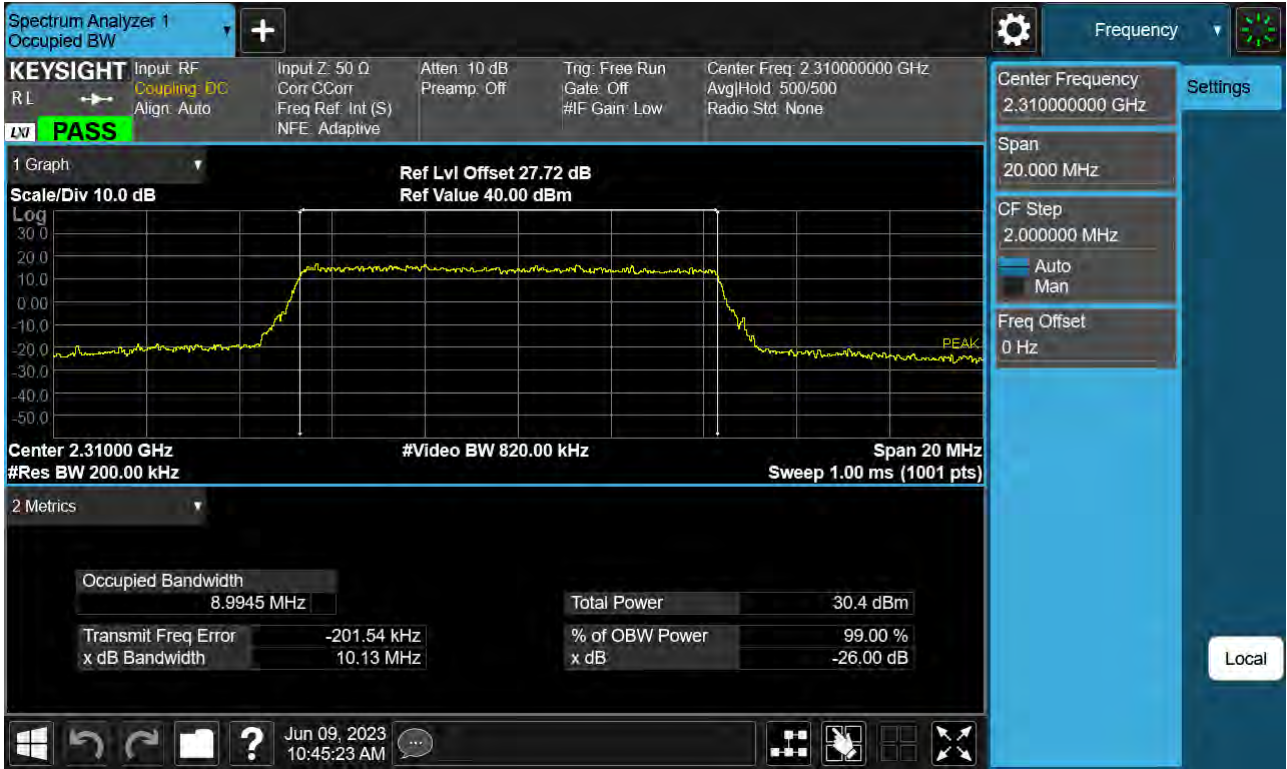 Spectrum Analyzer 1
Occupied BW
Frequency
KEYSIGHT
RL
LXI
PASS
Input: RF
Coupling: DC
Align: Auto
Input Z: 50 Ω
Corr CCorr
Freq Ref: Int (S)
NFE: Adaptive
Atten: 10 dB
Preamp: Off
Trig: Free Run
Gate: Off
#IF Gain: Low
Center Freq: 2.310000000 GHz
Avg|Hold: 500/500
Radio Std: None
Center Frequency
2.310000000 GHz
Settings
Span
20.000 MHz
CF Step
2.000000 MHz
Auto
Man
Freq Offset
0 Hz
Local
1 Graph
Scale/Div 10.0 dB
Ref Lvl Offset 27.72 dB
Ref Value 40.00 dBm
Log
30.0
20.0
10.0
0.00
-10.0
-20.0
-30.0
-40.0
-50.0
PEAK
Center 2.31000 GHz
#Video BW 820.00 kHz
Span 20 MHz
#Res BW 200.00 kHz
Sweep 1.00 ms (1001 pts)
2 Metrics
Occupied Bandwidth
8.9945 MHz
Total Power 30.4 dBm
Transmit Freq Error -201.54 kHz
% of OBW Power 99.00 %
x dB Bandwidth 10.13 MHz
x dB -26.00 dB
?
Jun 09, 2023
10:45:23 AM